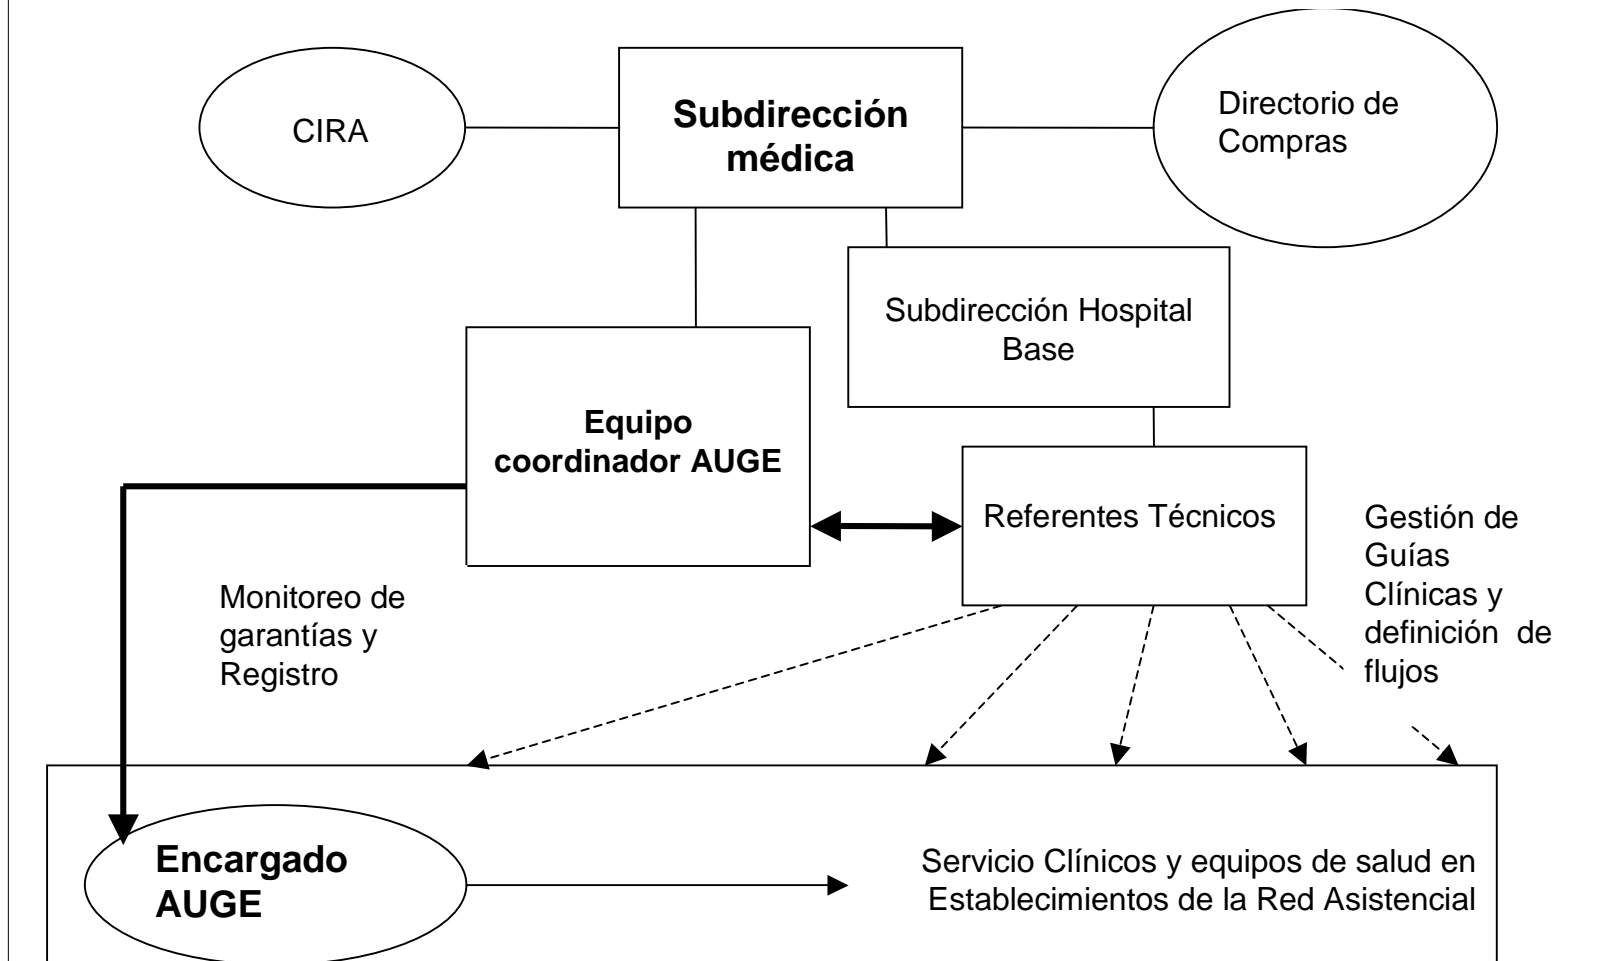 CIRA
Subdirección
médica
Directorio de
Compras
Subdirección Hospital
Base
Equipo
coordinador AUGE
Referentes Técnicos
Gestión de
Guías
Clínicas y
definición de
flujos
Monitoreo de
garantías y
Registro
Encargado
AUGE
Servicio Clínicos y equipos de salud en
Establecimientos de la Red Asistencial